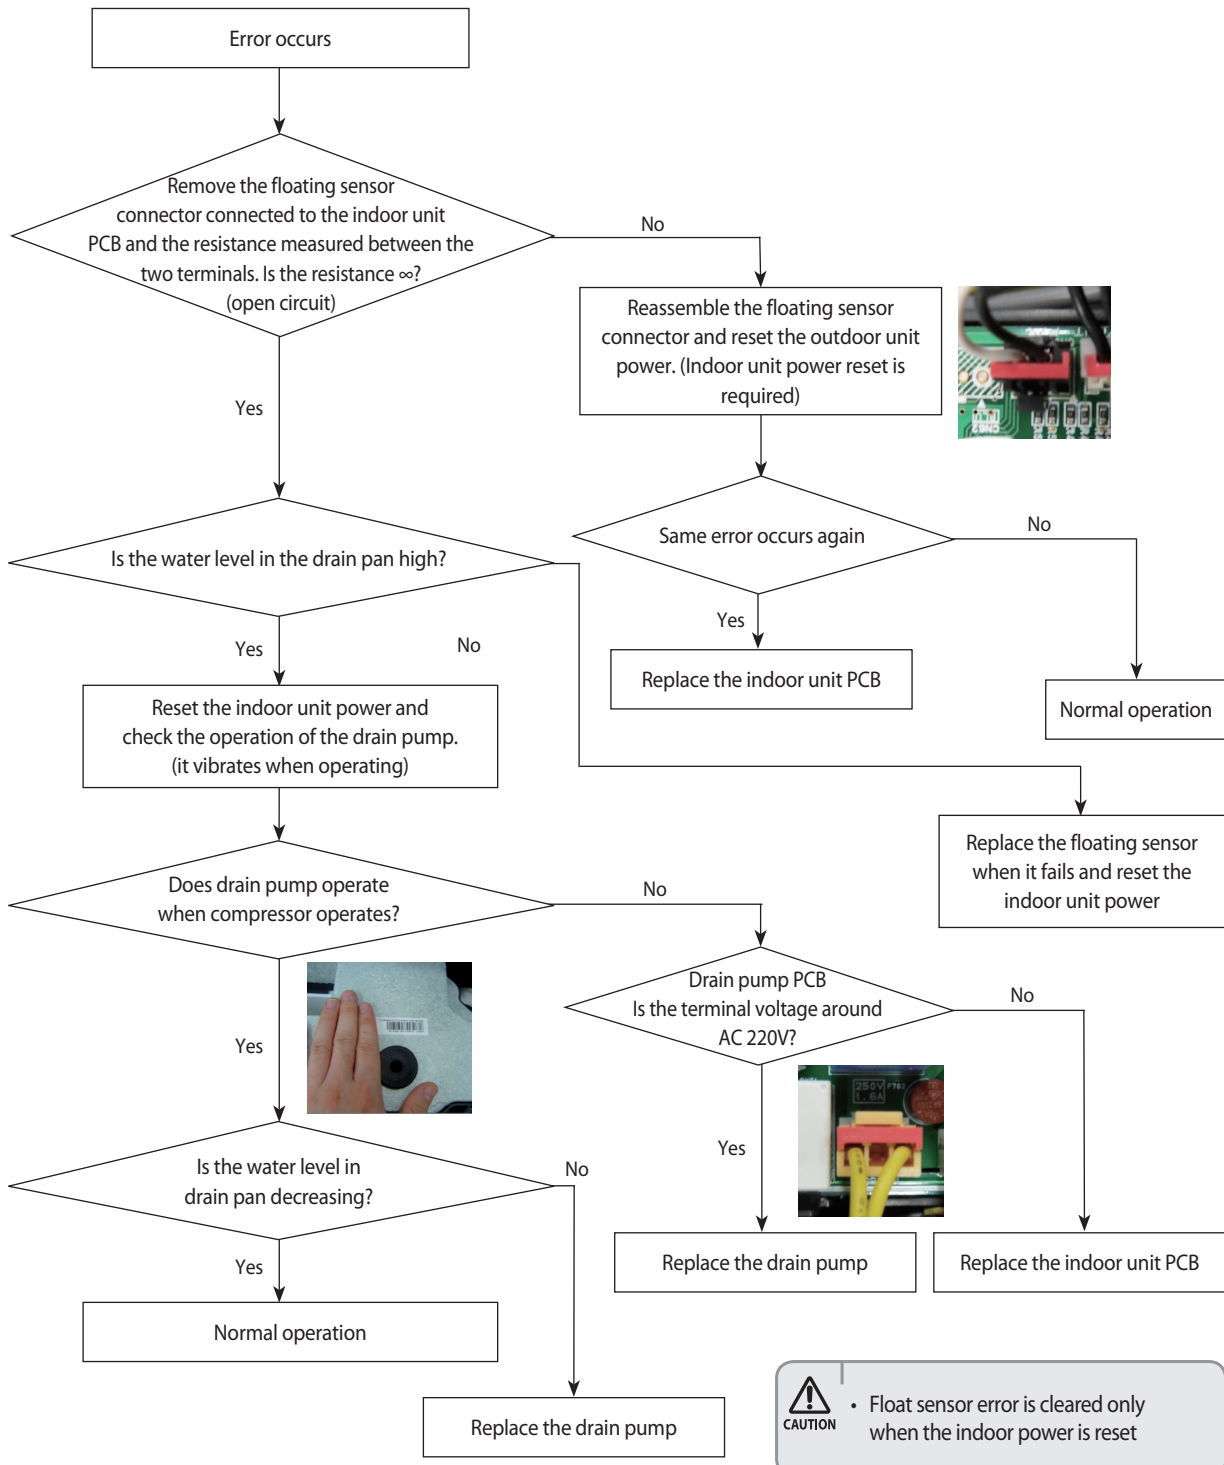 Error occurs
Remove the floating sensor
connector connected to the indoor unit
PCB and the resistance measured between the
two terminals. Is the resistance ∞?
(open circuit)
No
Reassemble the floating sensor
connector and reset the outdoor unit
power. (Indoor unit power reset is
required)
CN62
Yes
Same error occurs again
No
Is the water level in the drain pan high?
Yes
Yes
No
Replace the indoor unit PCB
Normal operation
Reset the indoor unit power and
check the operation of the drain pump.
(it vibrates when operating)
Replace the floating sensor
when it fails and reset the
indoor unit power
Does drain pump operate
when compressor operates?
No
Drain pump PCB
Is the terminal voltage around
AC 220V?
No
Yes
250V
1.6A
F702
Yes
Is the water level in
drain pan decreasing?
No
Replace the drain pump
Replace the indoor unit PCB
Yes
Normal operation
Replace the drain pump
CAUTION
• Float sensor error is cleared only
when the indoor power is reset